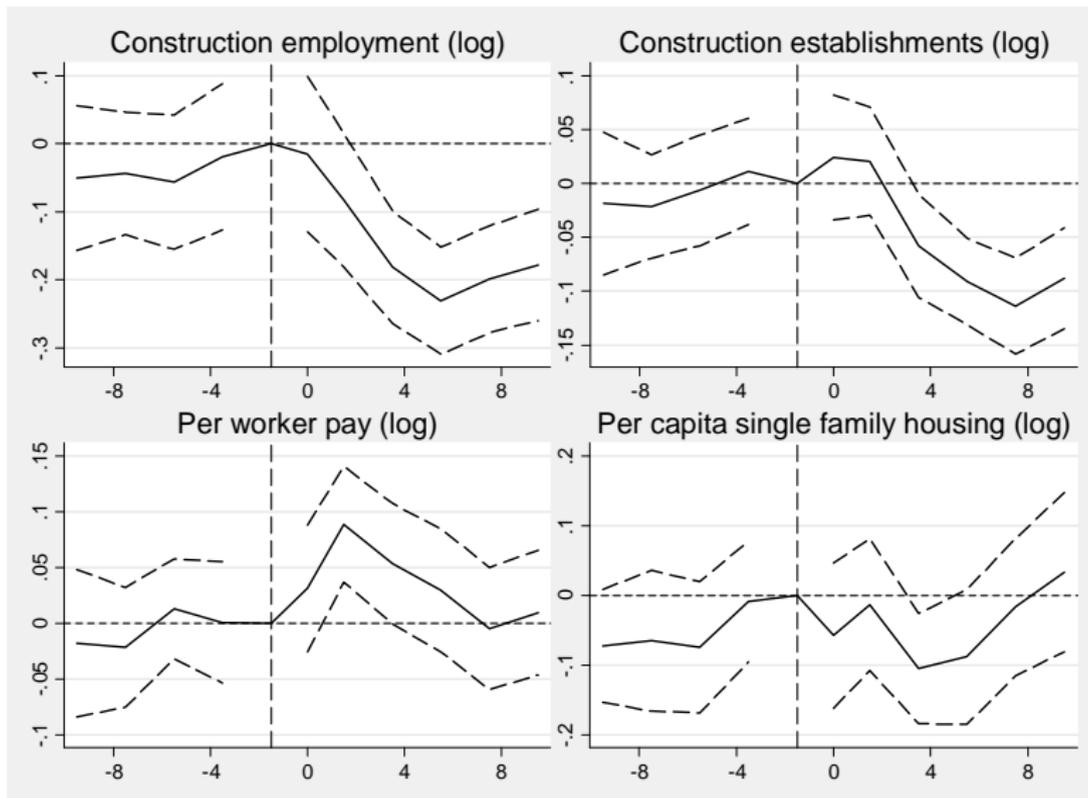 Construction employment (log)
.1
0
-.1
-.2
-.3
-8 -4 0 4 8
Construction establishments (log)
.1
.05
0
-.05
-.1
-.15
-8 -4 0 4 8
Per worker pay (log)
.15
.1
.05
0
-.05
-.1
-8 -4 0 4 8
Per capita single family housing (log)
.2
.1
0
-.1
-.2
-8 -4 0 4 8